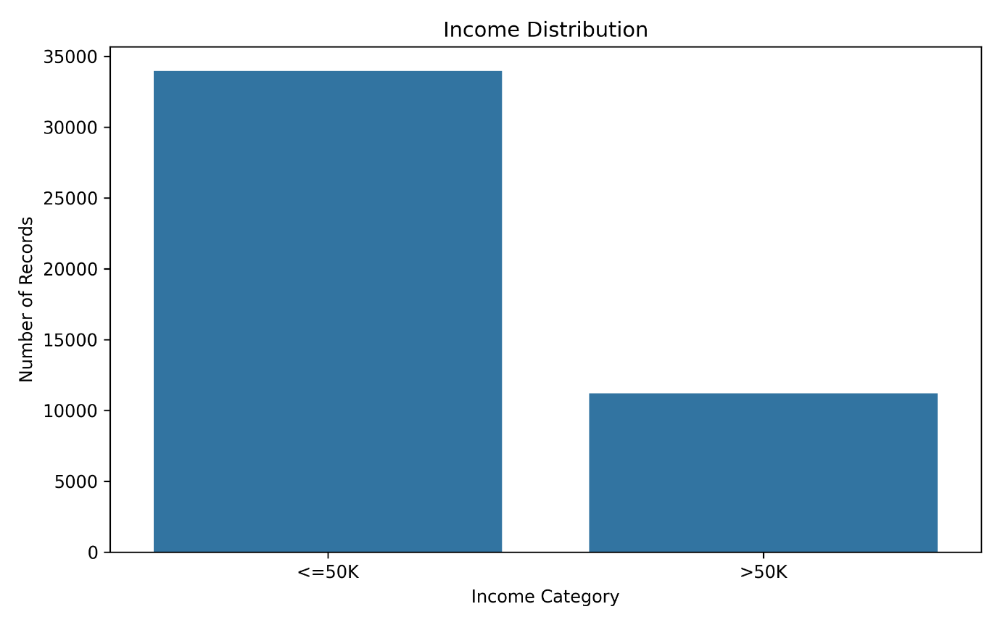 Income Distribution
35000
30000
25000
20000
15000
10000
5000
0
Number of Records
<=50K
>50K
Income Category